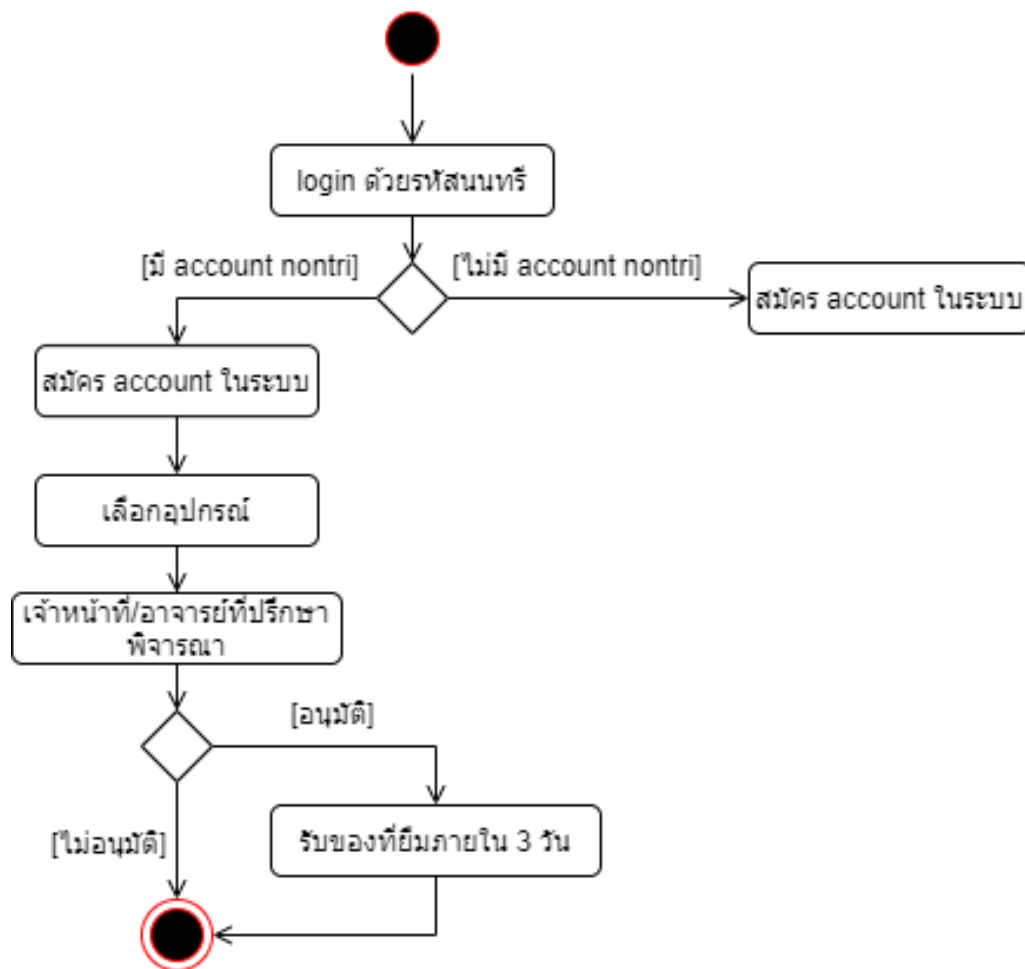 login ด้วยรหัสนนทรี
[มี account nontri]
[ไม่มี account nontri]
สมัคร account ในระบบ
สมัคร account ในระบบ
เลือกอุปกรณ์
เจ้าหน้าที่/อาจารย์ที่ปรึกษา
พิจารณา
[อนุมัติ]
[ไม่อนุมัติ]
รับของที่ยืมภายใน 3 วัน